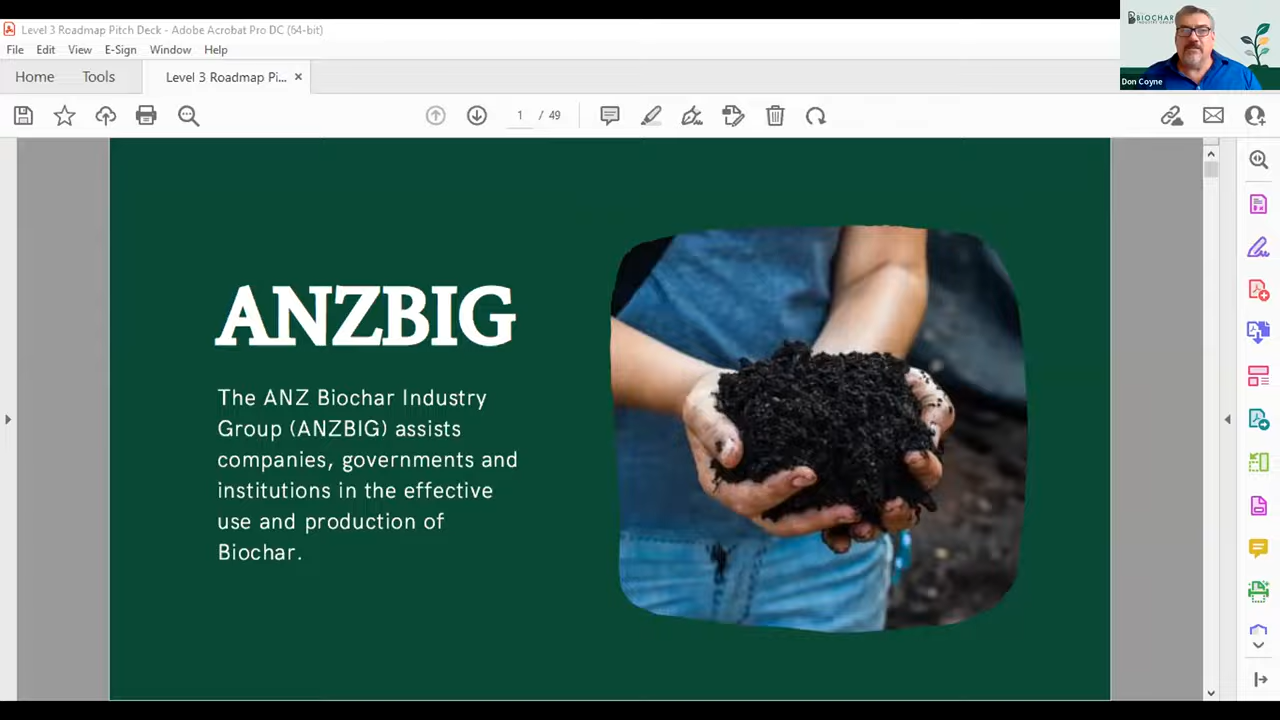 Level 3 Roadmap Pitch Deck - Adobe Acrobat Pro DC (64-bit)
File Edit View E-Sign Window Help
Home Tools Level 3 Roadmap Pi... ×
1 / 49
BIOCHAR
Don Coyne
ANZBIG
The ANZ Biochar Industry
Group (ANZBIG) assists
companies, governments and
institutions in the effective
use and production of
Biochar.